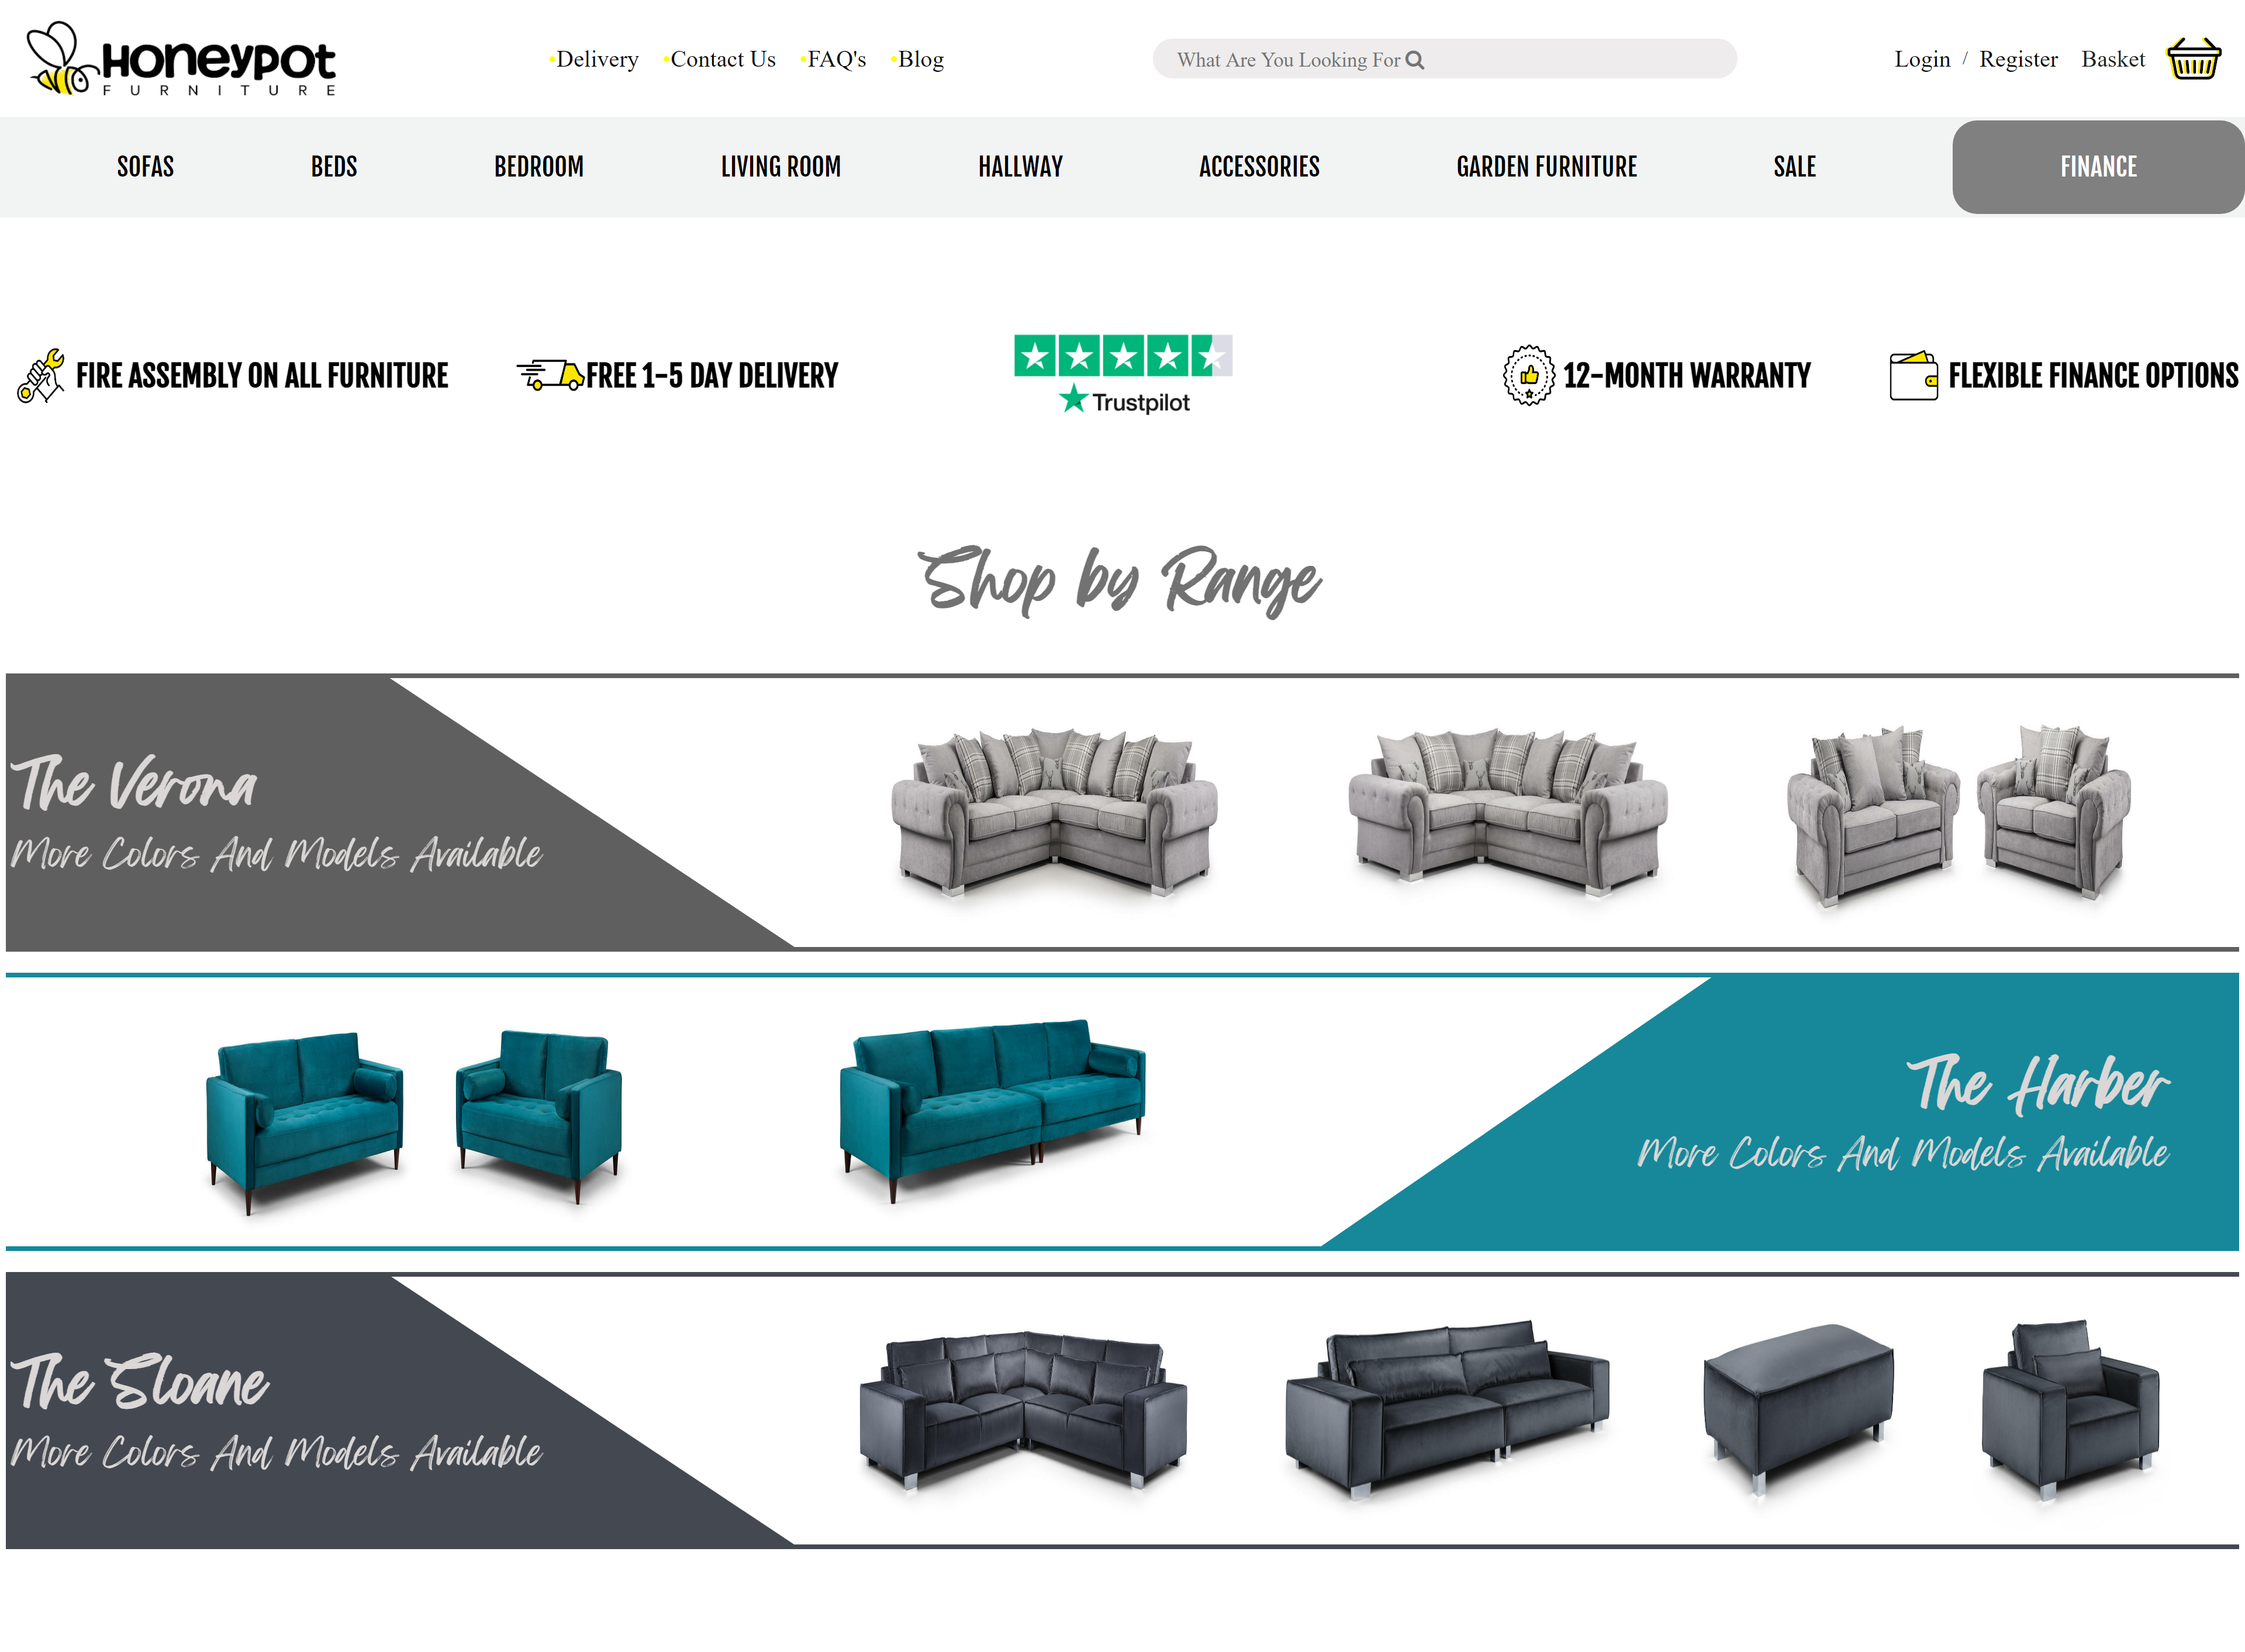 Honeypot
FURNITURE
Delivery
Contact Us
FAQ's
Blog
What Are You Looking For
Login / Register
Basket
SOFAS
BEDS
BEDROOM
LIVING ROOM
HALLWAY
ACCESSORIES
GARDEN FURNITURE
SALE
FINANCE
FIRE ASSEMBLY ON ALL FURNITURE
FREE 1-5 DAY DELIVERY
Trustpilot
12-MONTH WARRANTY
FLEXIBLE FINANCE OPTIONS
Shop by Range
The Verona
More Colors And Models Available
The Harber
More Colors And Models Available
The Sloane
More Colors And Models Available